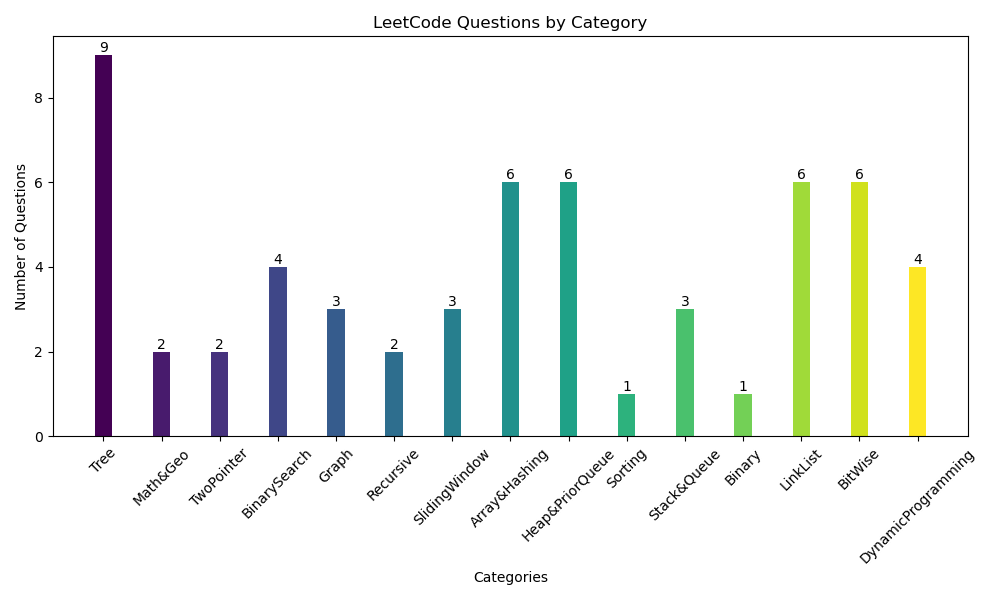 LeetCode Questions by Category
Number of Questions
8
6
4
2
0
9
2
2
4
3
2
3
6
6
1
3
1
6
6
4
Tree
Math&Geo
TwoPointer
BinarySearch
Graph
Recursive
SlidingWindow
Array&Hashing
Heap&PriorQueue
Sorting
Stack&Queue
Binary
LinkList
BitWise
DynamicProgramming
Categories